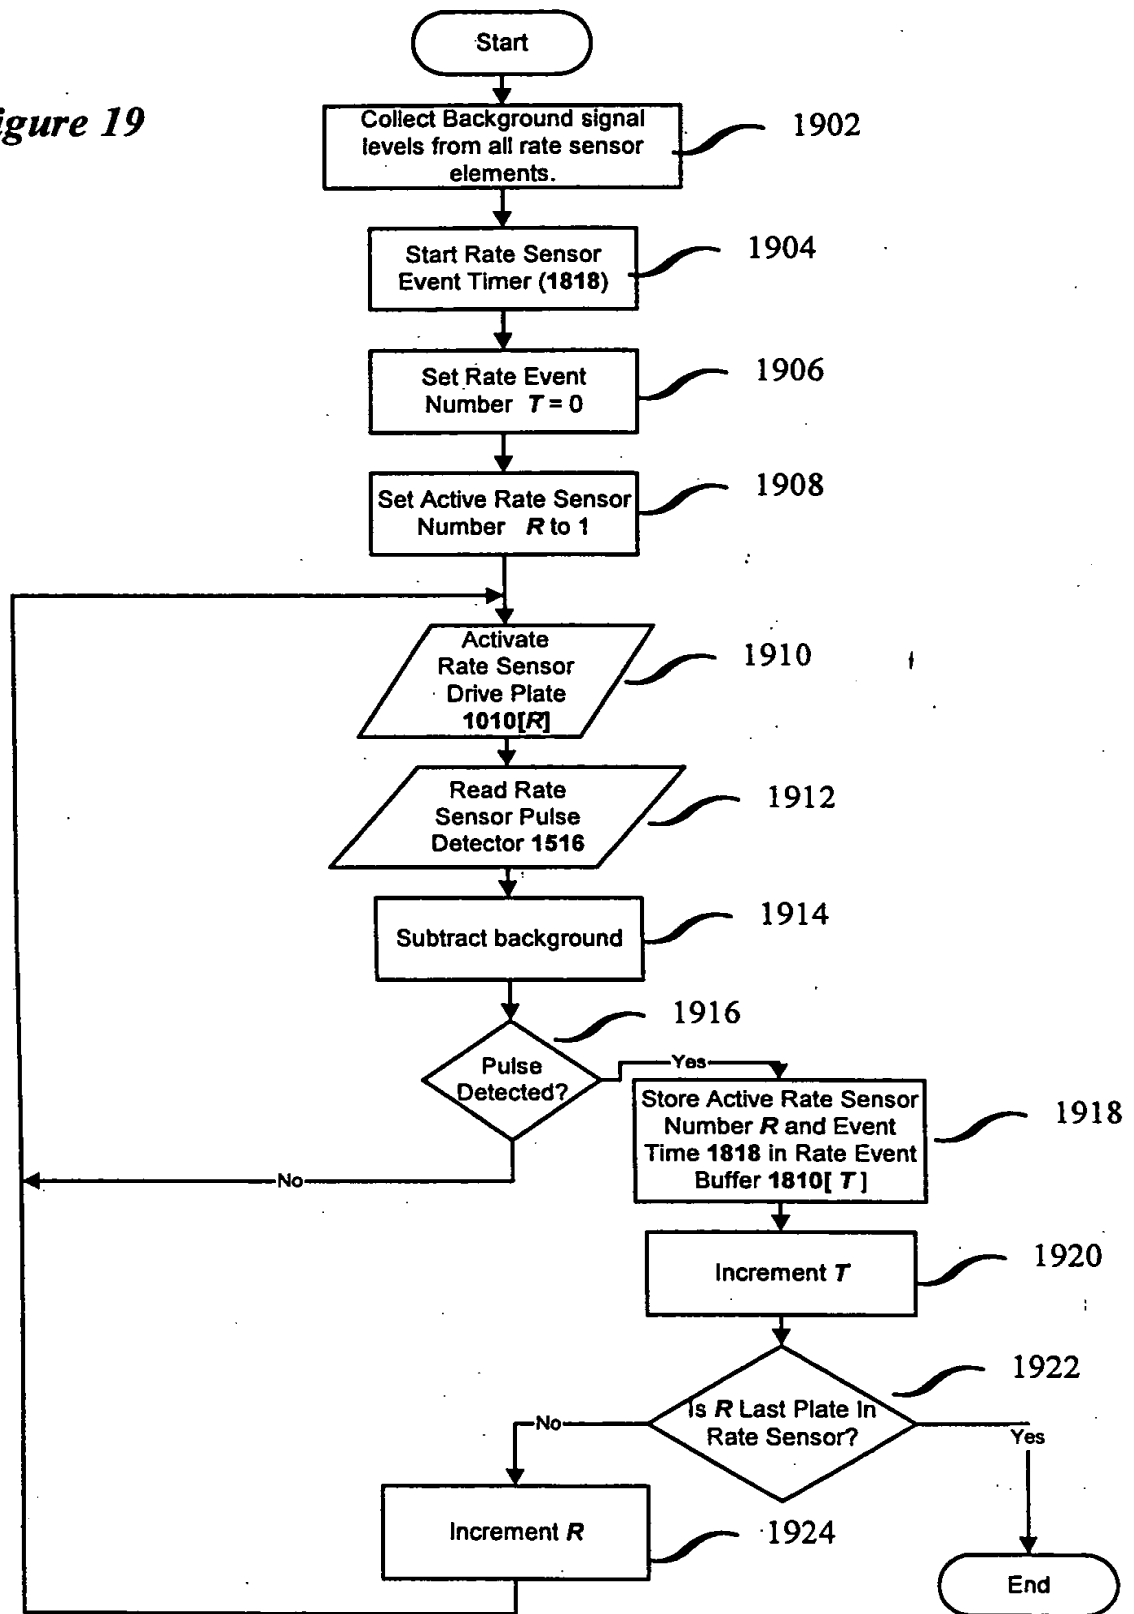 Start
igure 19
Collect Background signal
levels from all rate sensor
elements.
1902
Start Rate Sensor
Event Timer (1818)
1904
Set Rate Event
Number T = 0
1906
Set Active Rate Sensor
Number R to 1
1908
Activate
Rate Sensor
Drive Plate
1010[R]
1910
Read Rate
Sensor Pulse
Detector 1516
1912
Subtract background
1914
Pulse
Detected?
1916
Yes
No
Store Active Rate Sensor
Number R and Event
Time 1818 in Rate Event
Buffer 1810[ T ]
1918
Increment T
1920
Is R Last Plate In
Rate Sensor?
1922
No
Yes
Increment R
1924
End